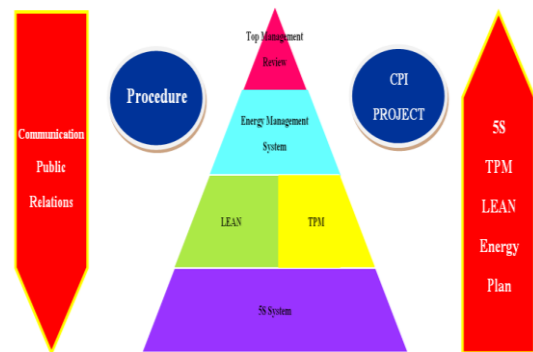 Communication
Public
Relations
Procedure
Top Management
Review
Energy Management
System
LEAN
TPM
5S System
CPI
PROJECT
5S
TPM
LEAN
Energy
Plan